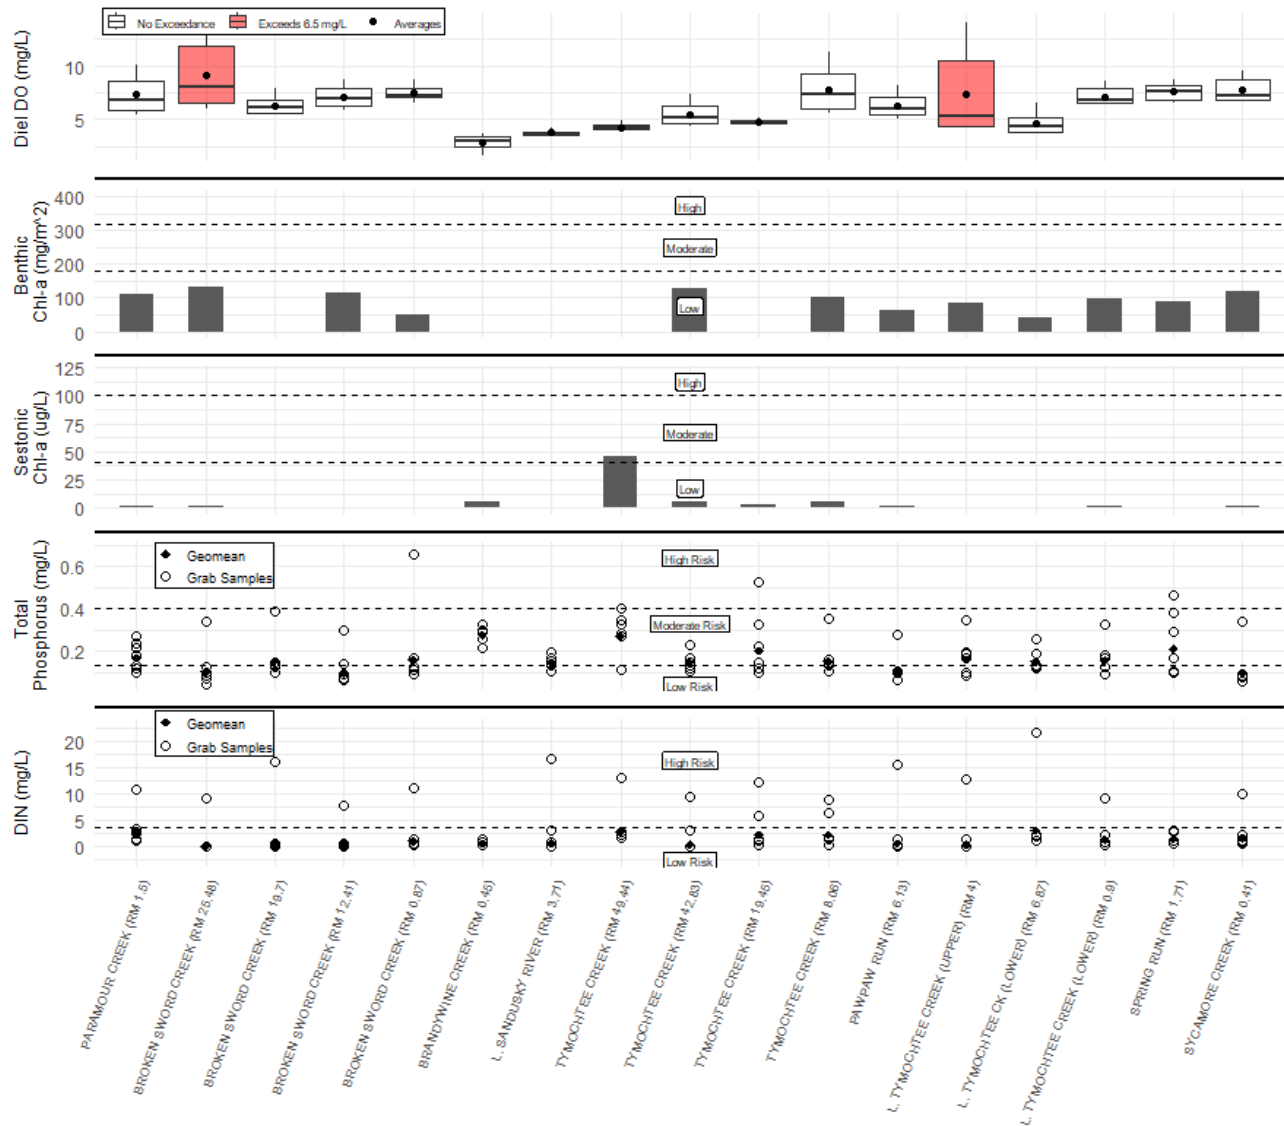 No Exceedance
Exceeds 6.5 mg/L
Averages
Diel DO (mg/L)
10
5
Benthic
Chl-a (mg/m^2)
400
300
200
100
0
High
Moderate
Low
Sestonic
Chl-a (ug/L)
125
100
75
50
25
0
High
Moderate
Low
Total
Phosphorus (mg/L)
0.6
0.4
0.2
Geomean
Grab Samples
High Risk
Moderate Risk
Low Risk
DIN (mg/L)
20
15
10
5
0
Geomean
Grab Samples
High Risk
Low Risk
PARAMOUR CREEK (RM 1.5)
BROKEN SWORD CREEK (RM 25.48)
BROKEN SWORD CREEK (RM 19.7)
BROKEN SWORD CREEK (RM 12.41)
BROKEN SWORD CREEK (RM 0.87)
BRANDYWINE CREEK (RM 0.45)
L. SANDUSKY RIVER (RM 3.71)
TYMOCHTEE CREEK (RM 49.44)
TYMOCHTEE CREEK (RM 42.83)
TYMOCHTEE CREEK (RM 19.45)
TYMOCHTEE CREEK (RM 8.06)
PAWPAW RUN (RM 6.13)
L. TYMOCHTEE CREEK (UPPER) (RM 4)
L. TYMOCHTEE CK (LOWER) (RM 6.87)
L. TYMOCHTEE CREEK (LOWER) (RM 0.9)
SPRING RUN (RM 1.71)
SYCAMORE CREEK (RM 0.41)